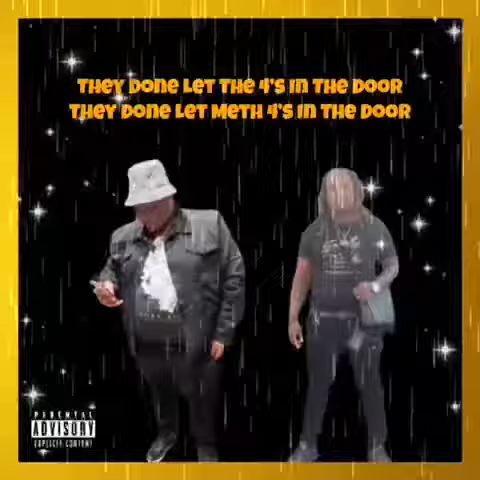 They Done Let The 4's In The Door
They Done Let Meth 4's In The Door
PARENTAL
ADVISORY
EXPLICIT CONTENT